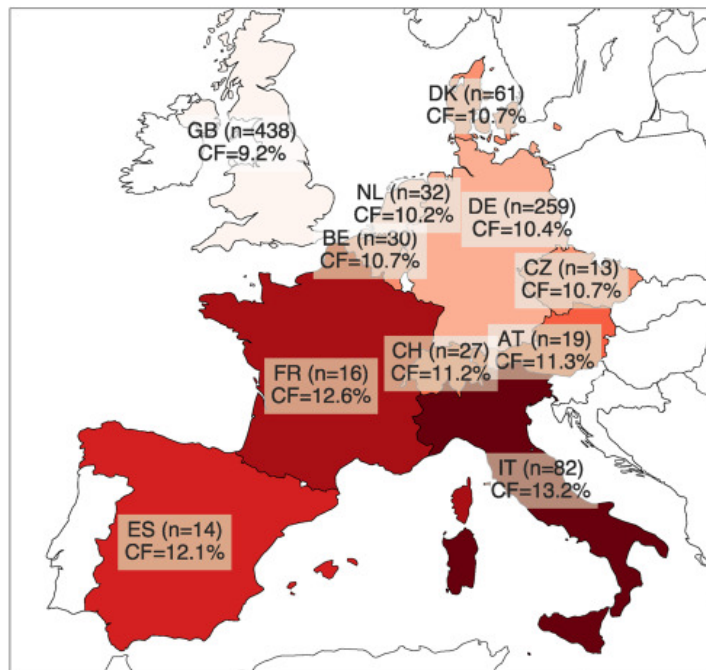 DK (n=61)
CF=10.7%
GB (n=438)
CF=9.2%
NL (n=32)
CF=10.2%
DE (n=259)
CF=10.4%
BE (n=30)
CF=10.7%
CZ (n=13)
CF=10.7%
AT (n=19)
CF=11.3%
CH (n=27)
CF=11.2%
FR (n=16)
CF=12.6%
IT (n=82)
CF=13.2%
ES (n=14)
CF=12.1%